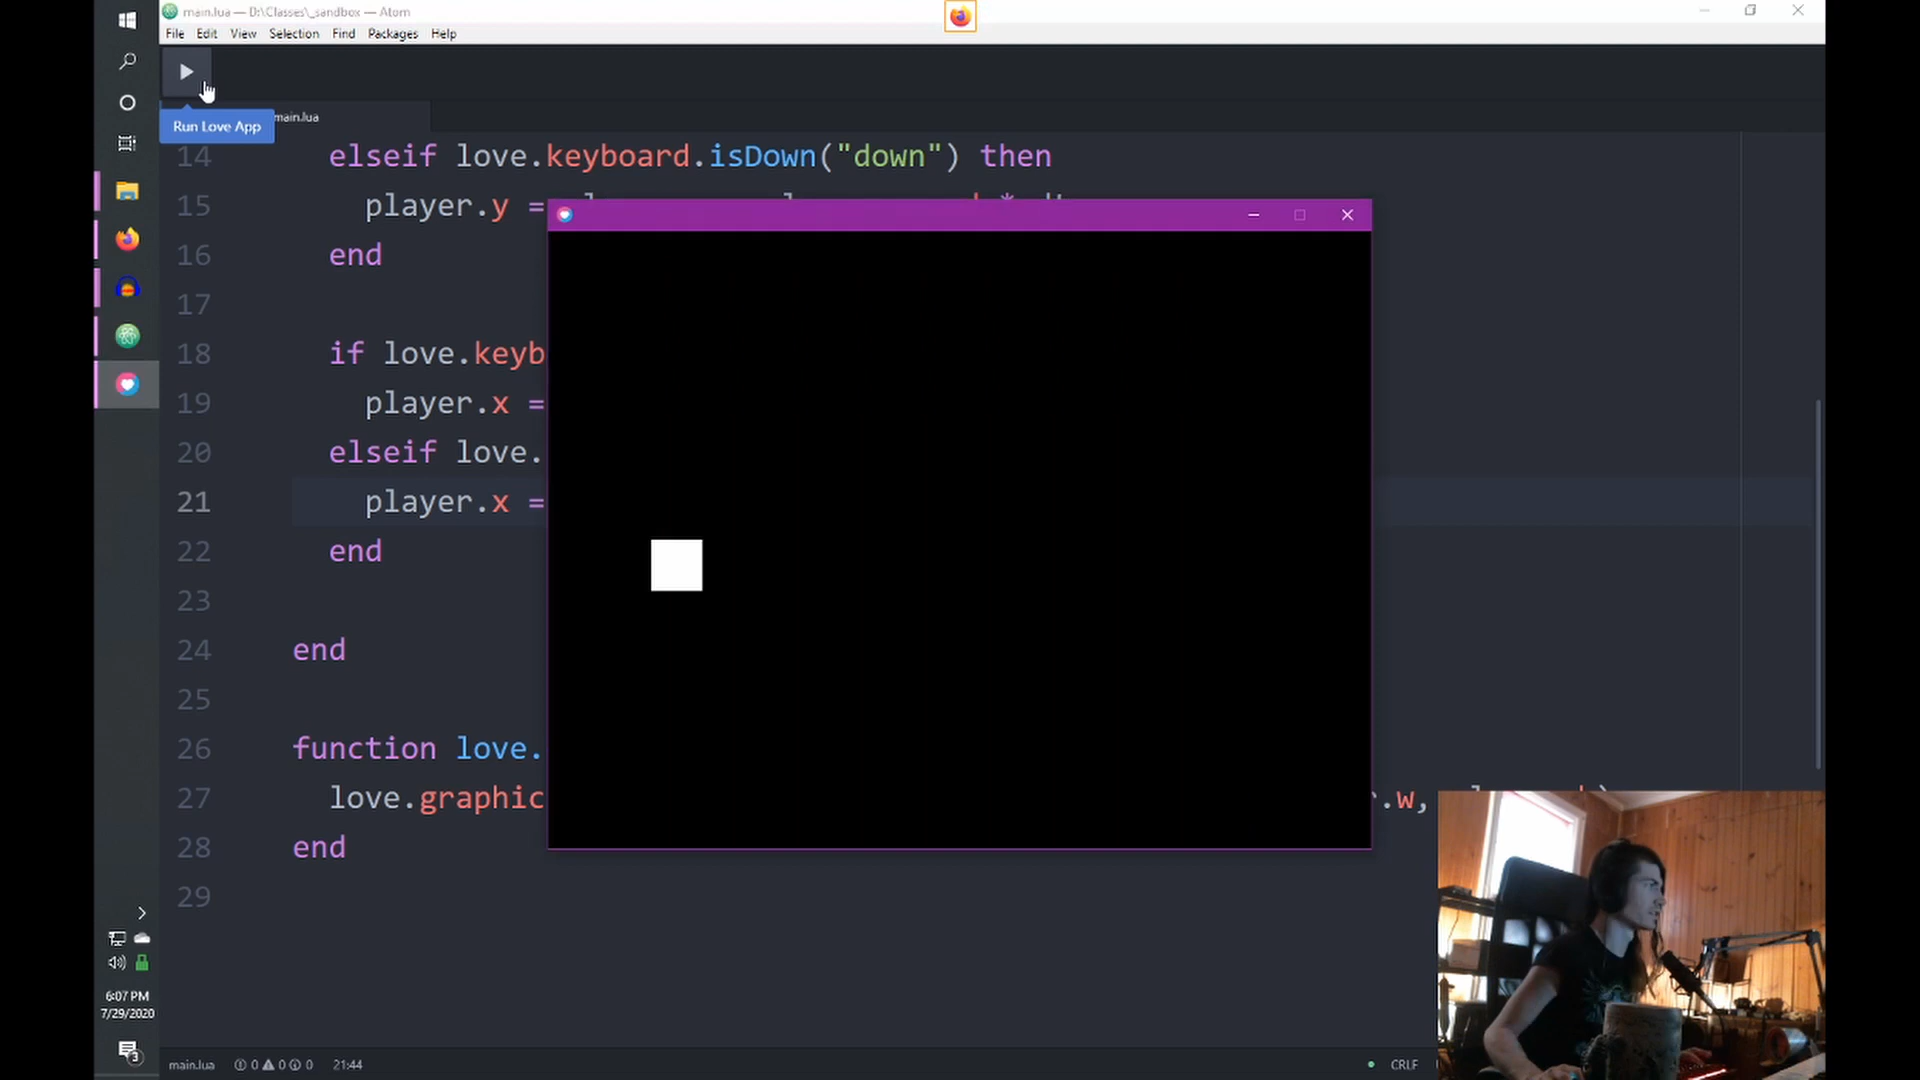 main.lua — D:\Classes\_sandbox — Atom
File Edit View Selection Find Packages Help
main.lua
Run Love App
14 elseif love.keyboard.isDown("down") then
15 player.y =
16 end
17
18 if love.keyb
19 player.x =
20 elseif love.
21 player.x =
22 end
23
24 end
25
26 function love.
27 love.graphic r.w,
28 end
29
6:07 PM
7/29/2020
3
main.lua 0 0 0 21:44 CRLF